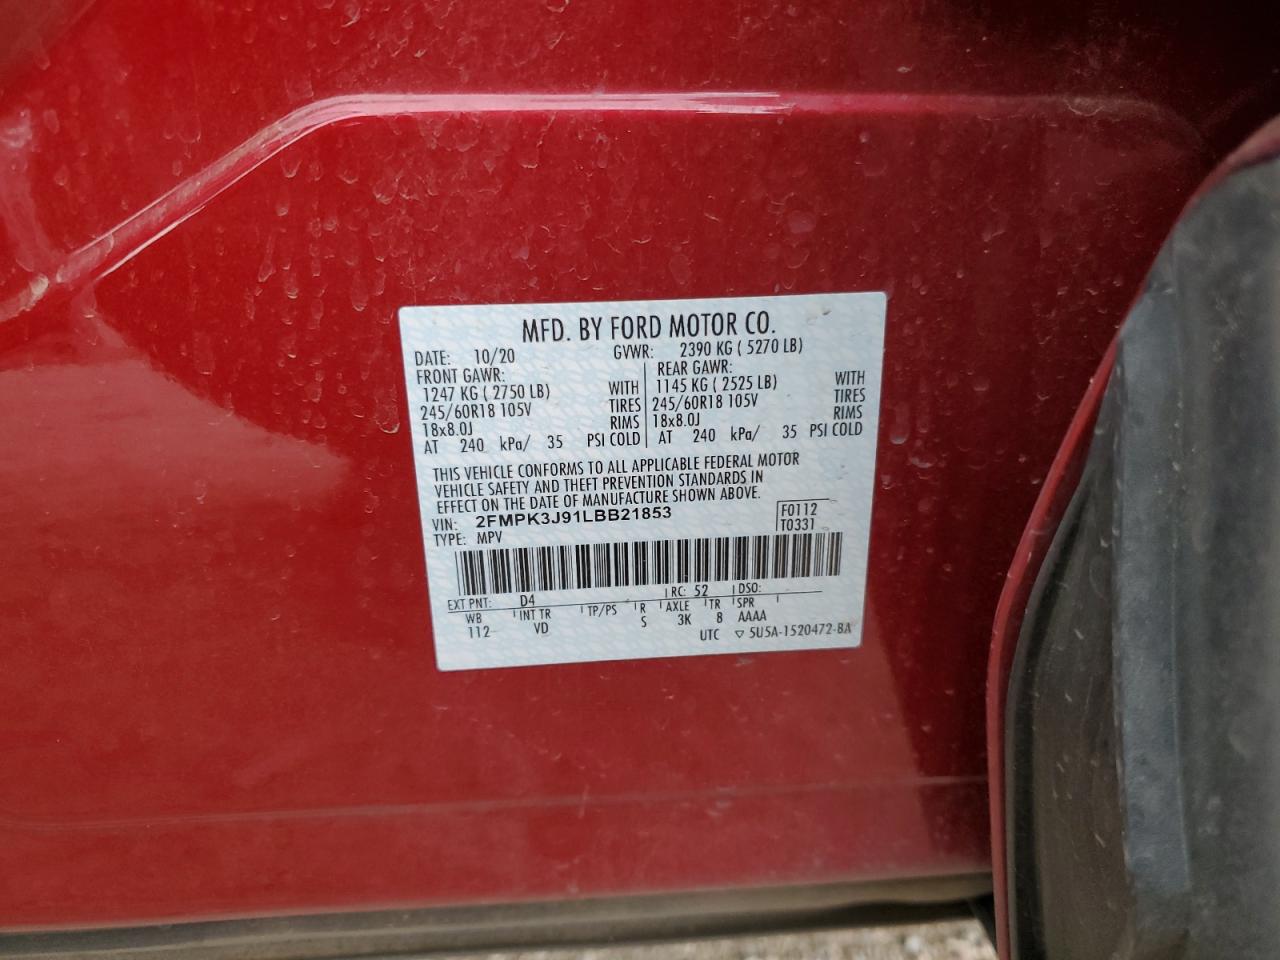 MFD. BY FORD MOTOR CO.
DATE: 10/20 GVWR: 2390 KG ( 5270 LB)
FRONT GAWR: REAR GAWR:
1247 KG ( 2750 LB) WITH 1145 KG ( 2525 LB) WITH
245/60R18 105V TIRES 245/60R18 105V TIRES
18x8.0J RIMS 18x8.0J RIMS
AT 240 kPa/ 35 PSI COLD AT 240 kPa/ 35 PSI COLD
THIS VEHICLE CONFORMS TO ALL APPLICABLE FEDERAL MOTOR
VEHICLE SAFETY AND THEFT PREVENTION STANDARDS IN
EFFECT ON THE DATE OF MANUFACTURE SHOWN ABOVE.
VIN: 2FMPK3J91LBB21853 F0112
TYPE: MPV T0331
EXT PNT: D4 RC: 52 DSO:
WB INT TR TP/PS R AXLE TR SPR
112 VD S 3K 8 AAAA
UTC ▽ 5U5A-1520472-BA